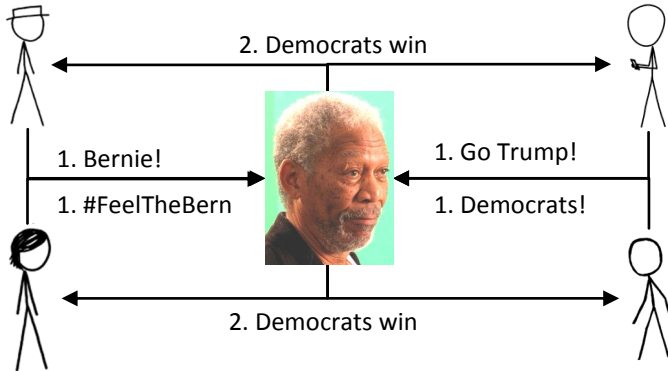 2. Democrats win
1. Bernie!
1. Go Trump!
1. #FeelTheBern
1. Democrats!
2. Democrats win